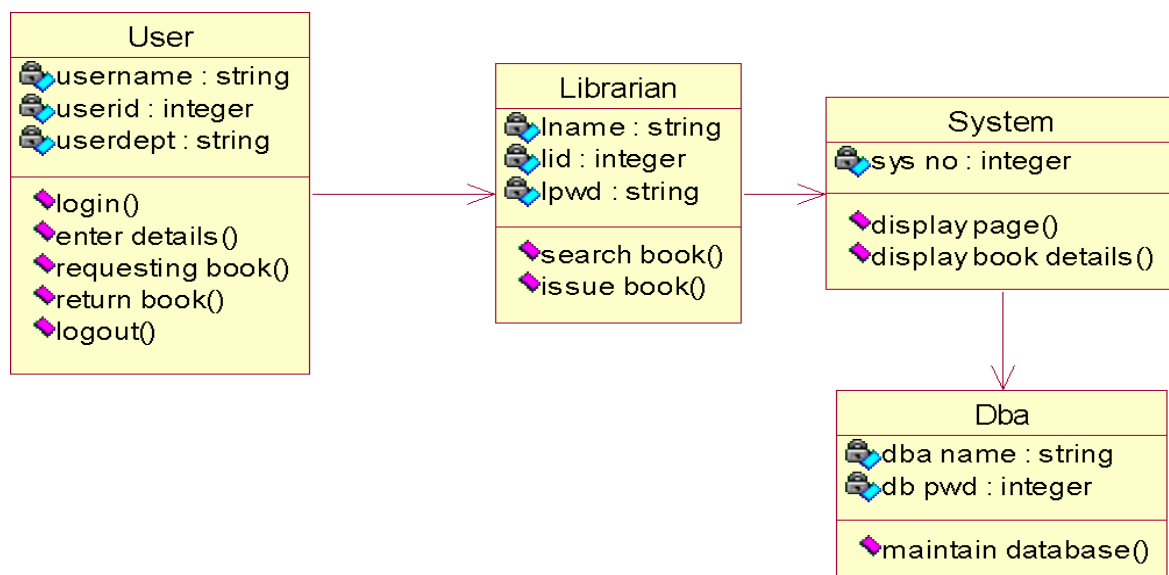 User
username : string
userid : integer
userdept : string
login()
enter details()
requesting book()
return book()
logout()
Librarian
lname : string
lid : integer
lpwd : string
search book()
issue book()
System
sys no : integer
display page()
display book details()
Dba
dba name : string
db pwd : integer
maintain database()